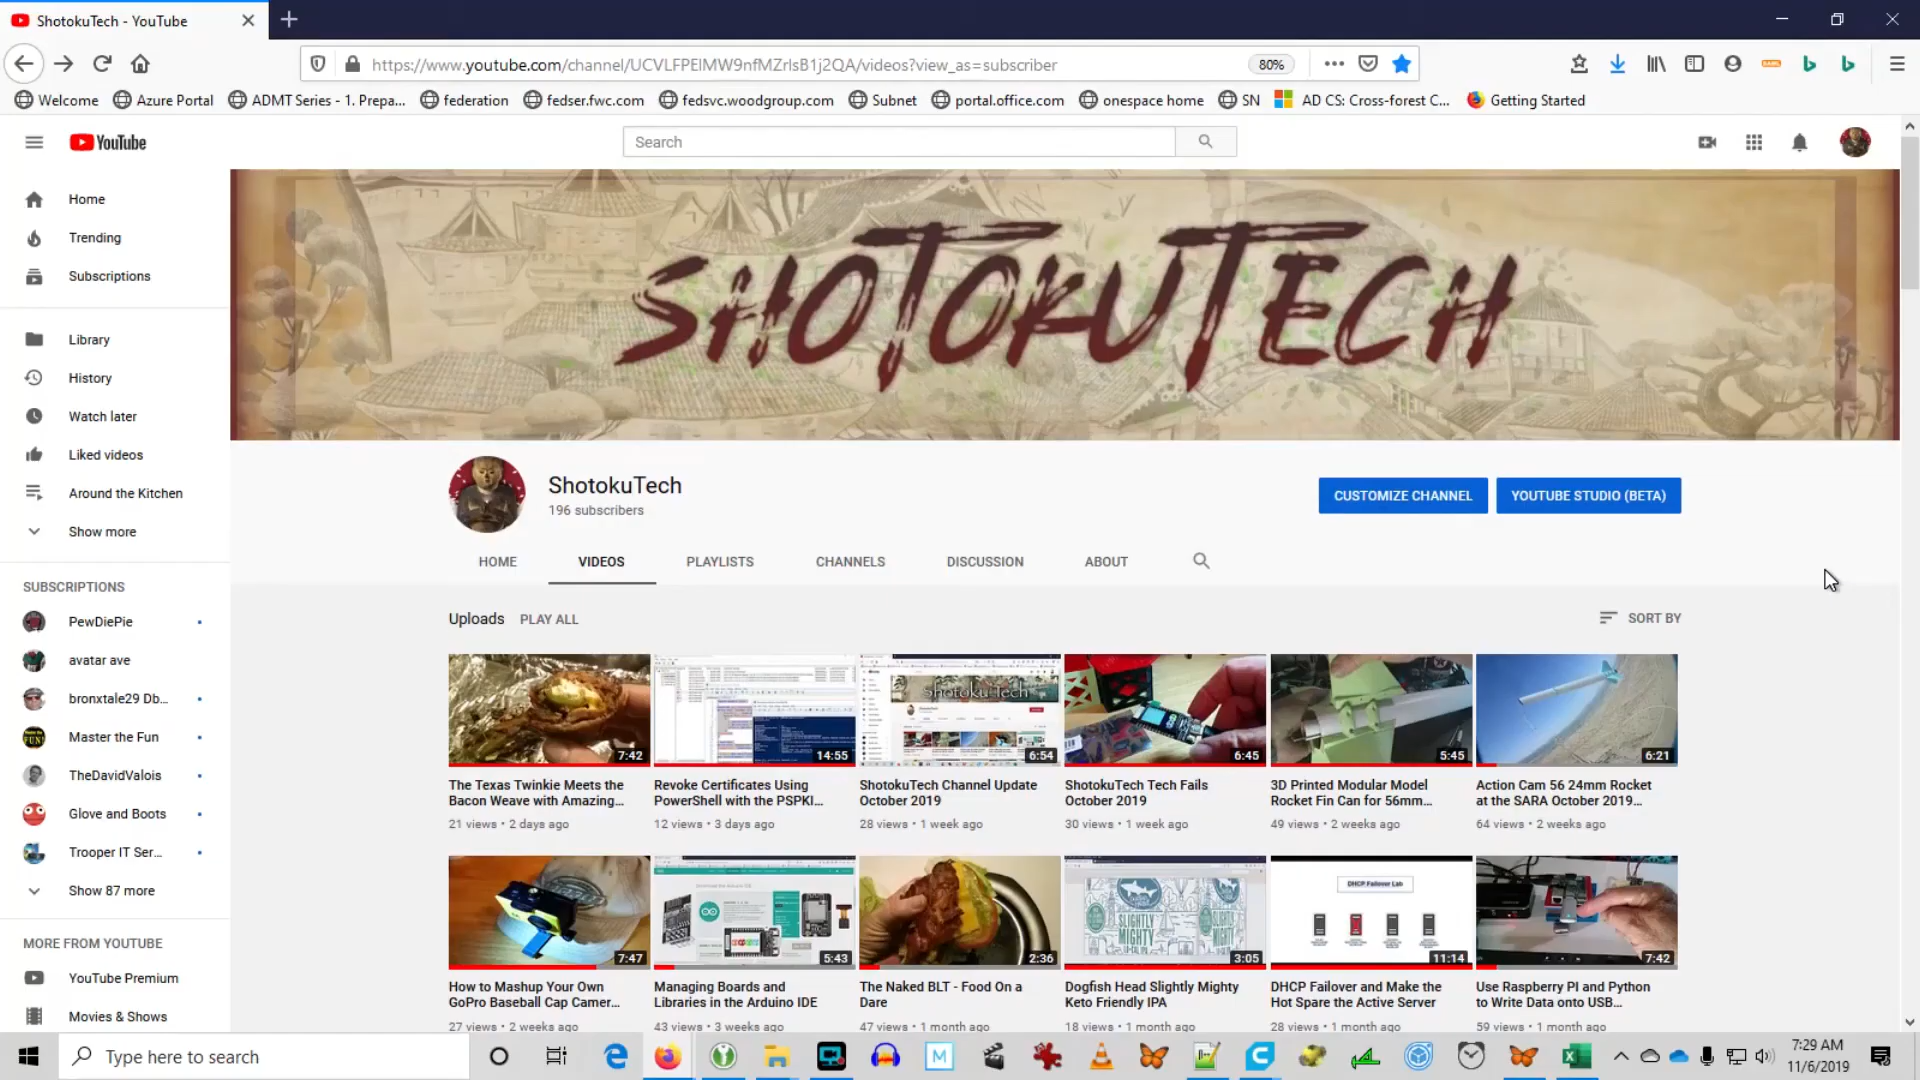 ShotokuTech - YouTube
https://www.youtube.com/channel/UCVLFPElMW9nfMZrlsB1j2QA/videos?view_as=subscriber
80%
Welcome
Azure Portal
ADMT Series - 1. Prepa...
federation
fedser.fwc.com
fedsvc.woodgroup.com
Subnet
portal.office.com
onespace home
SN
AD CS: Cross-forest C...
Getting Started
YouTube
Search
Home
Trending
Subscriptions
Library
History
Watch later
Liked videos
Around the Kitchen
Show more
SUBSCRIPTIONS
PewDiePie
avatar ave
bronxtale29 Db...
Master the Fun
TheDavidValois
Glove and Boots
Trooper IT Ser...
Show 87 more
MORE FROM YOUTUBE
YouTube Premium
Movies & Shows
SHOTOKUTECH
ShotokuTech
196 subscribers
CUSTOMIZE CHANNEL
YOUTUBE STUDIO (BETA)
HOME
VIDEOS
PLAYLISTS
CHANNELS
DISCUSSION
ABOUT
Uploads
PLAY ALL
SORT BY
7:42
The Texas Twinkie Meets the
Bacon Weave with Amazing...
21 views • 2 days ago
14:55
Revoke Certificates Using
PowerShell with the PSPKI...
12 views • 3 days ago
Shotoku Tech
6:54
ShotokuTech Channel Update
October 2019
28 views • 1 week ago
6:45
ShotokuTech Tech Fails
October 2019
30 views • 1 week ago
5:45
3D Printed Modular Model
Rocket Fin Can for 56mm...
49 views • 2 weeks ago
6:21
Action Cam 56 24mm Rocket
at the SARA October 2019...
64 views • 2 weeks ago
7:47
How to Mashup Your Own
GoPro Baseball Cap Camer...
27 views • 2 weeks ago
5:43
Managing Boards and
Libraries in the Arduino IDE
43 views • 3 weeks ago
2:36
The Naked BLT - Food On a
Dare
47 views • 1 month ago
SLIGHTLY
MIGHTY
SLIGHTLY
MIGHTY
3:05
Dogfish Head Slightly Mighty
Keto Friendly IPA
18 views • 1 month ago
DHCP Failover Lab
11:14
DHCP Failover and Make the
Hot Spare the Active Server
28 views • 1 month ago
7:42
Use Raspberry PI and Python
to Write Data onto USB...
59 views • 1 month ago
Type here to search
7:29 AM
11/6/2019